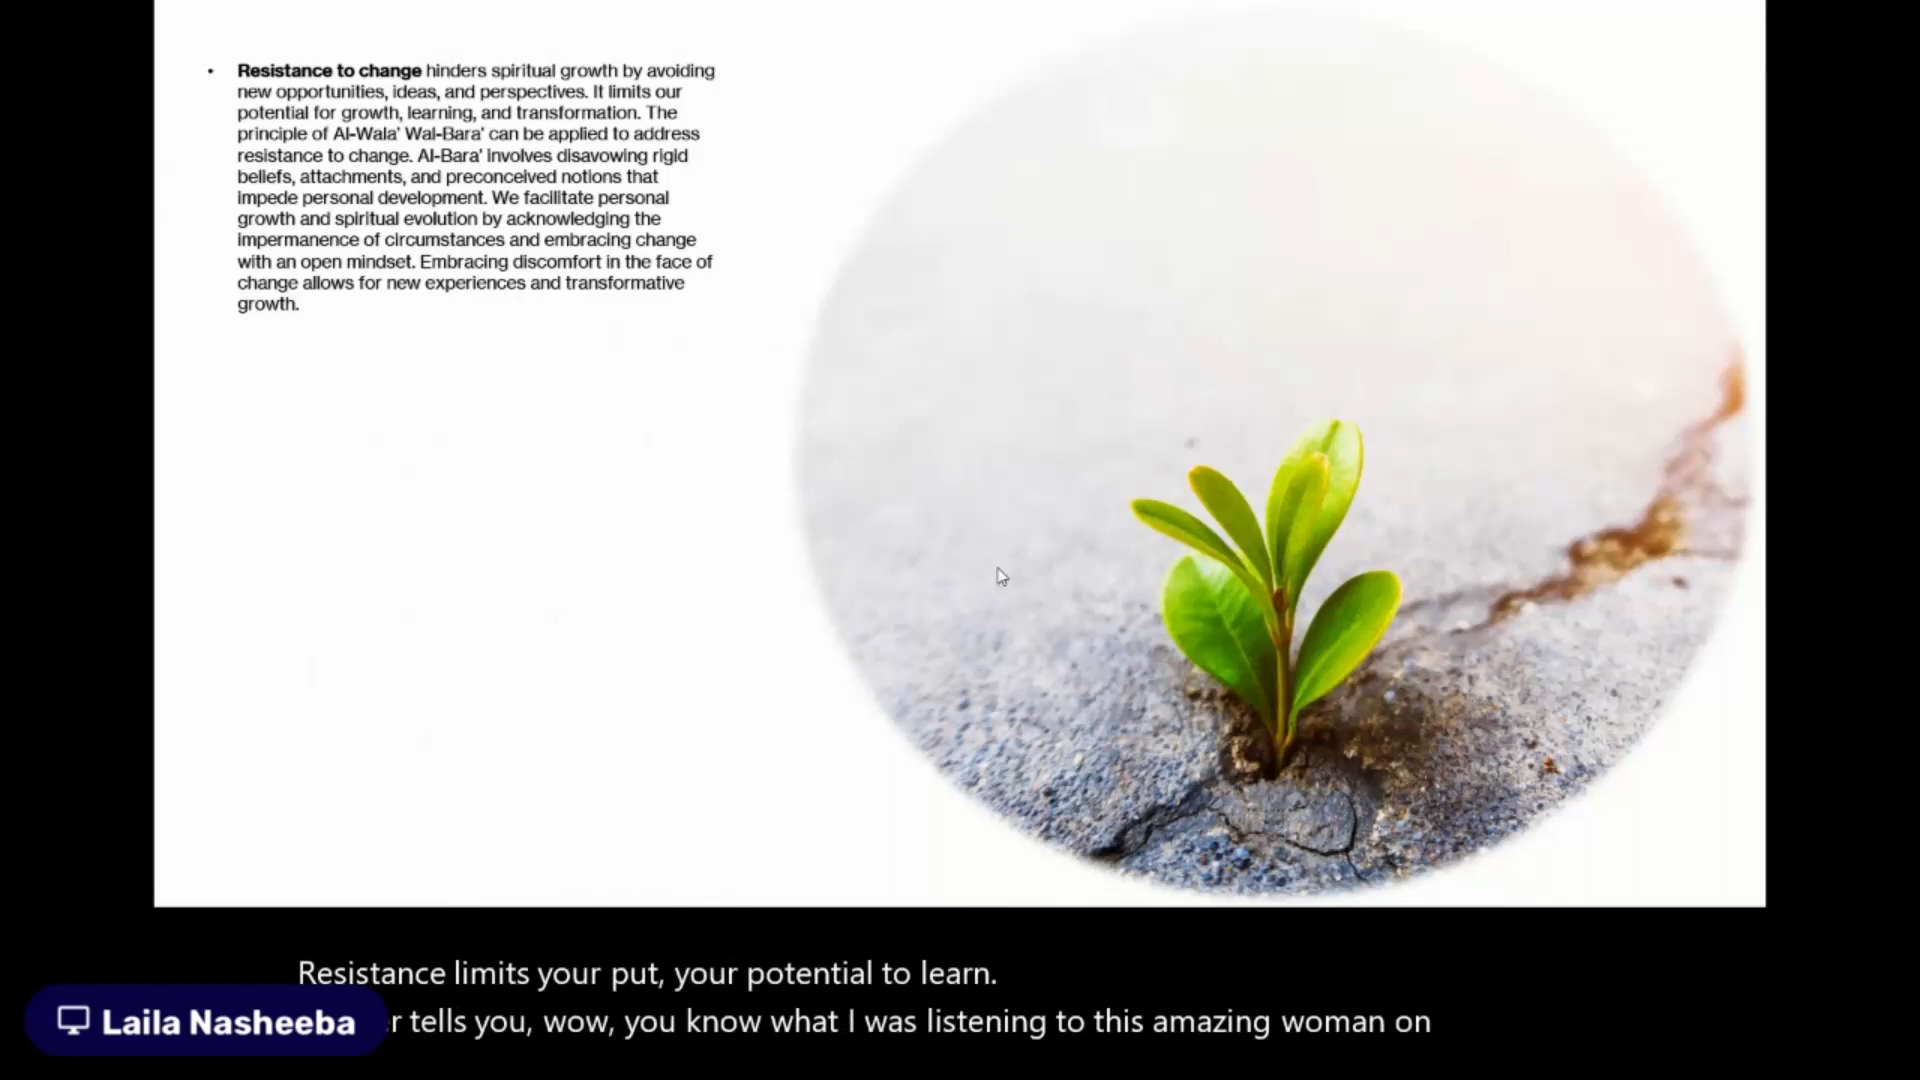 • Resistance to change hinders spiritual growth by avoiding
new opportunities, ideas, and perspectives. It limits our
potential for growth, learning, and transformation. The
principle of Al-Wala' Wal-Bara' can be applied to address
resistance to change. Al-Bara' involves disavowing rigid
beliefs, attachments, and preconceived notions that
impede personal development. We facilitate personal
growth and spiritual evolution by acknowledging the
impermanence of circumstances and embracing change
with an open mindset. Embracing discomfort in the face of
change allows for new experiences and transformative
growth.
Resistance limits your put, your potential to learn.
Laila Nasheeba
tells you, wow, you know what I was listening to this amazing woman on